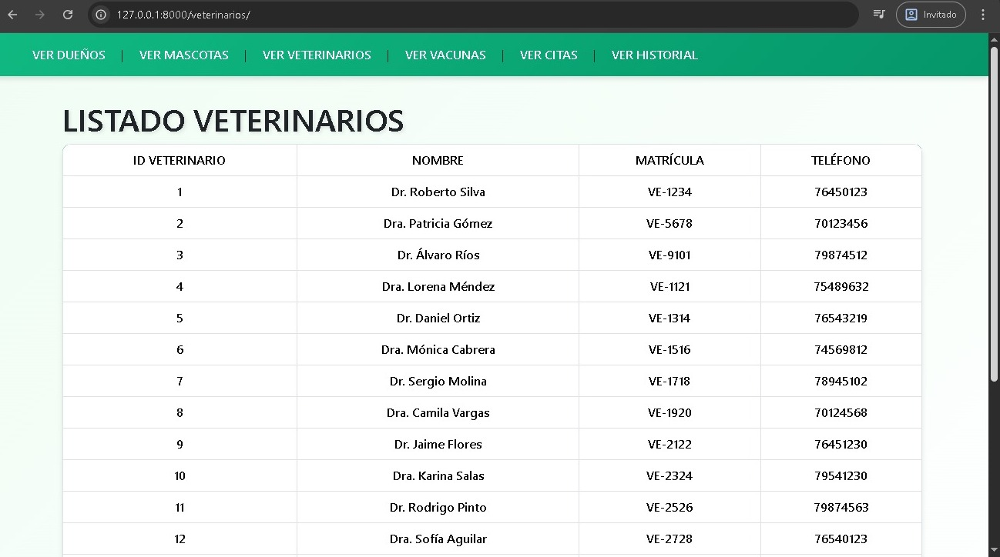 127.0.0.1:8000/veterinarios/ Invitado
VER DUEÑOS | VER MASCOTAS | VER VETERINARIOS | VER VACUNAS | VER CITAS | VER HISTORIAL
LISTADO VETERINARIOS
ID VETERINARIO NOMBRE MATRÍCULA TELÉFONO
1 Dr. Roberto Silva VE-1234 76450123
2 Dra. Patricia Gómez VE-5678 70123456
3 Dr. Álvaro Ríos VE-9101 79874512
4 Dra. Lorena Méndez VE-1121 75489632
5 Dr. Daniel Ortiz VE-1314 76543219
6 Dra. Mónica Cabrera VE-1516 74569812
7 Dr. Sergio Molina VE-1718 78945102
8 Dra. Camila Vargas VE-1920 70124568
9 Dr. Jaime Flores VE-2122 76451230
10 Dra. Karina Salas VE-2324 79541230
11 Dr. Rodrigo Pinto VE-2526 79874563
12 Dra. Sofía Aguilar VE-2728 76540123